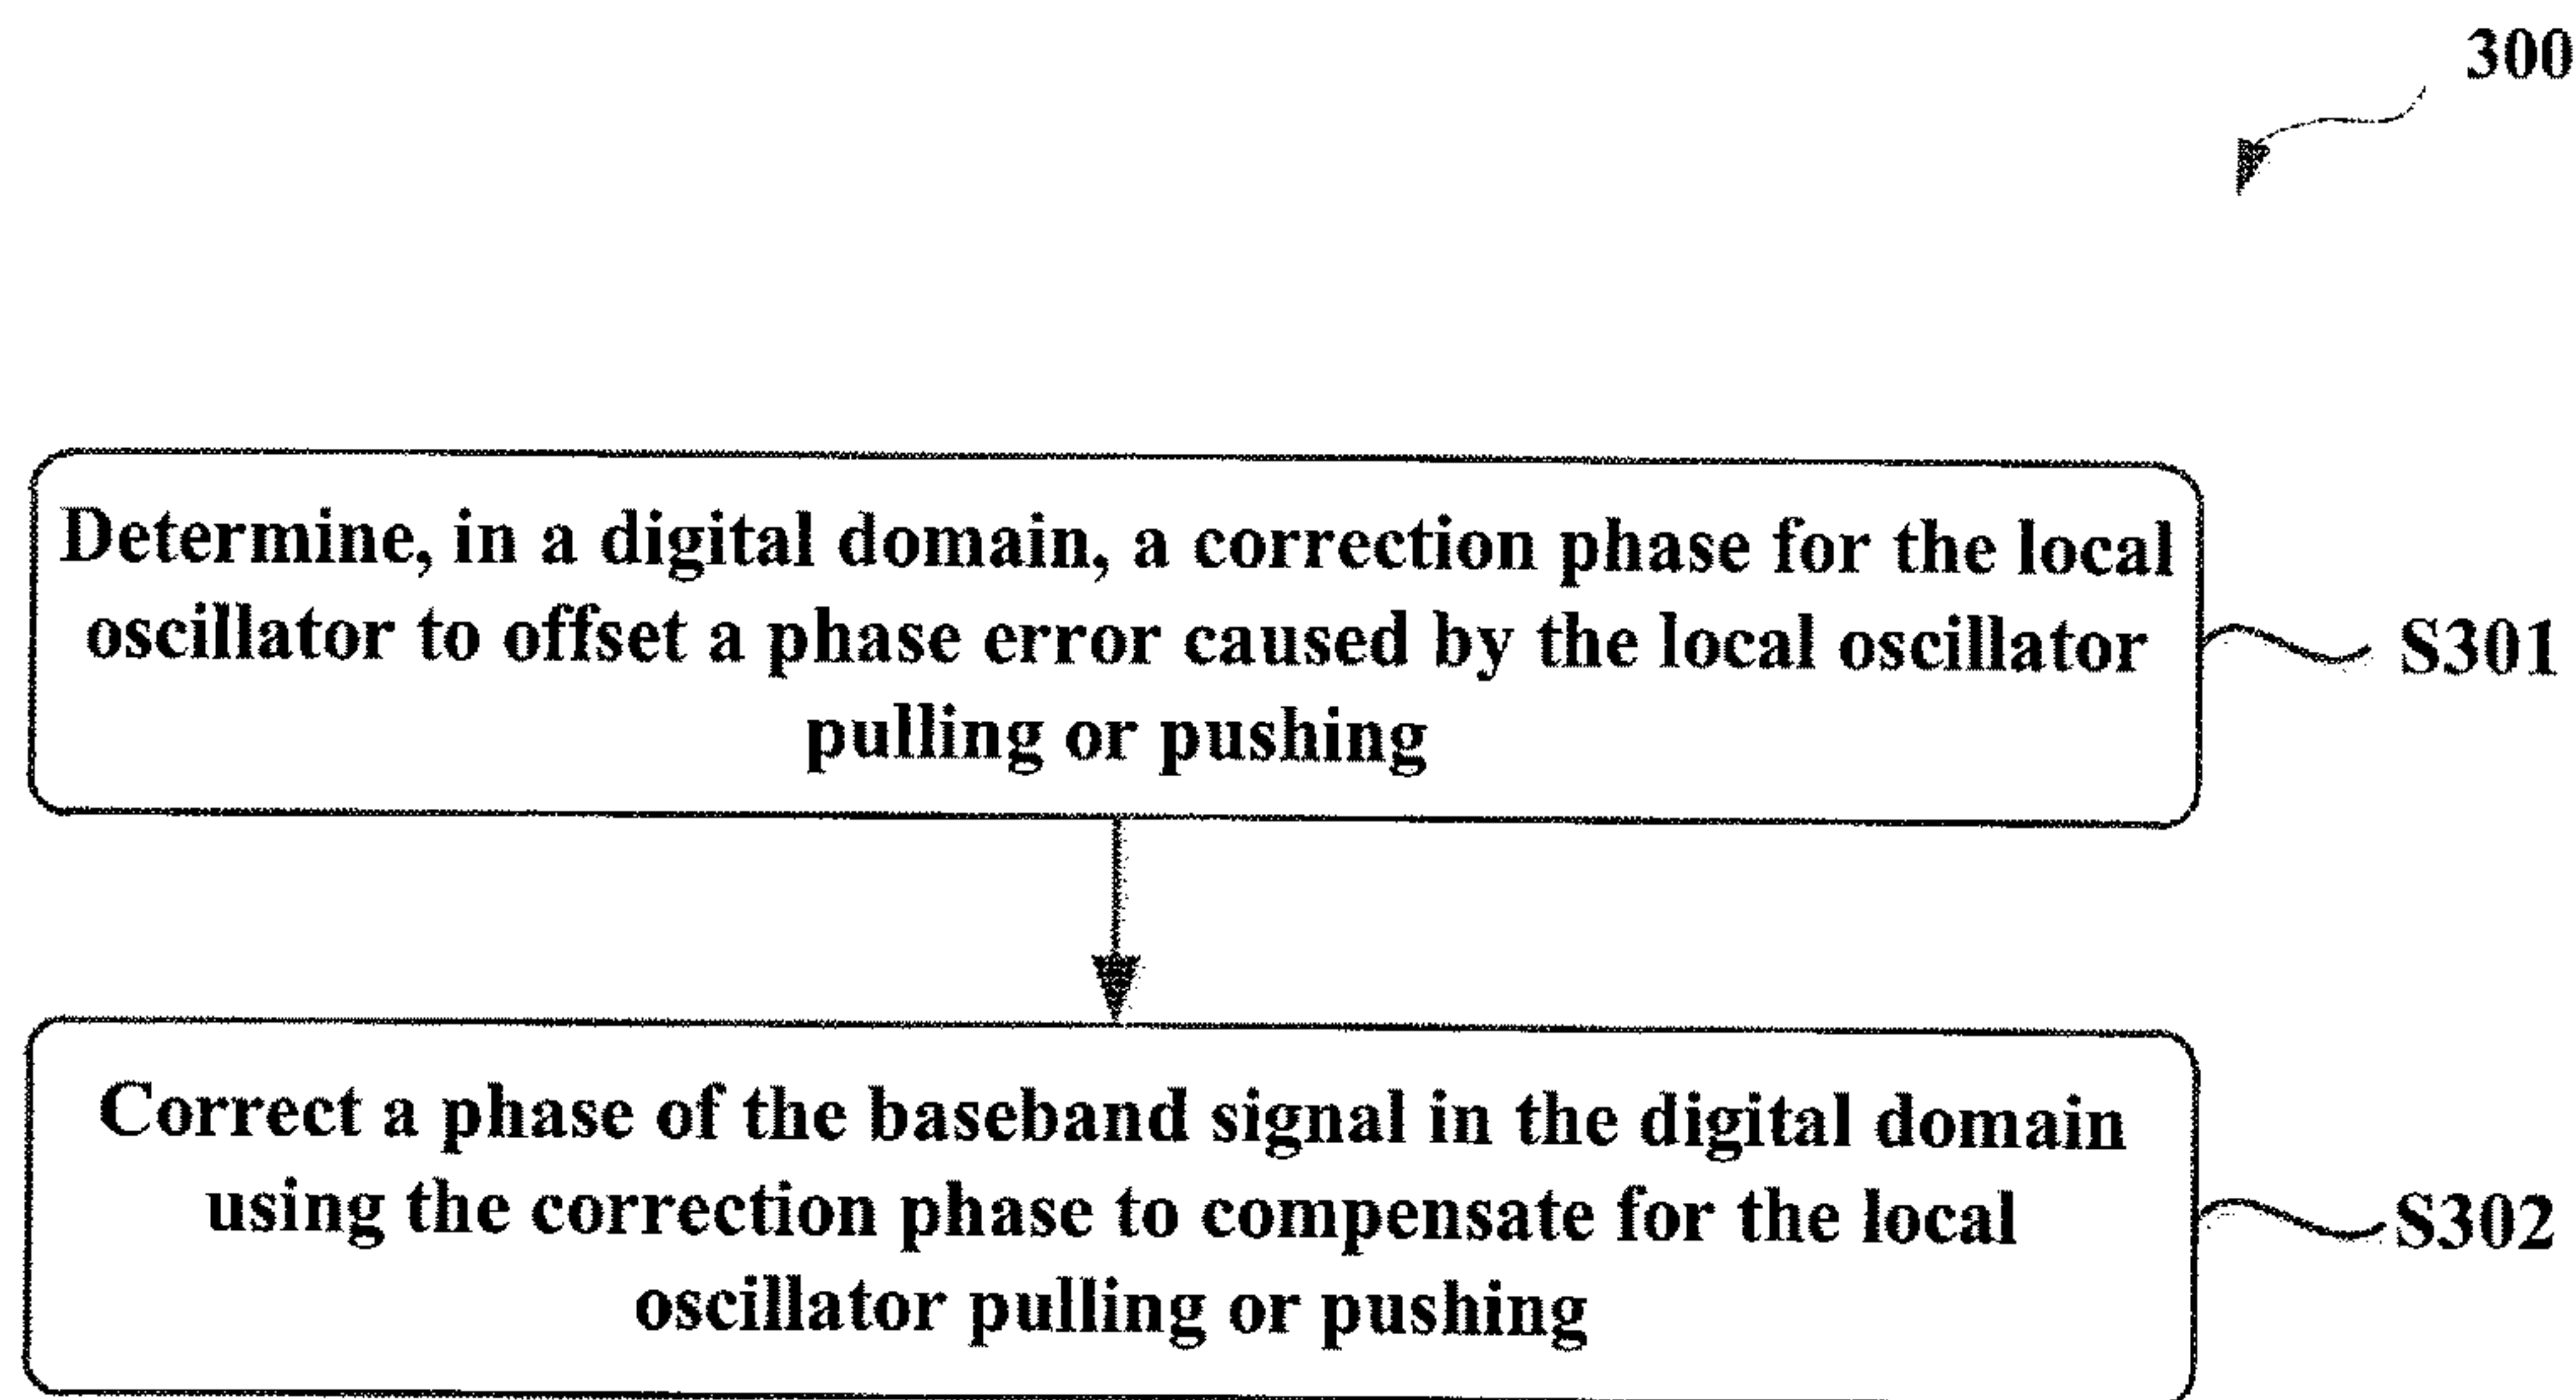 300
Determine, in a digital domain, a correction phase for the local
oscillator to offset a phase error caused by the local oscillator
pulling or pushing
S301
Correct a phase of the baseband signal in the digital domain
using the correction phase to compensate for the local
oscillator pulling or pushing
S302